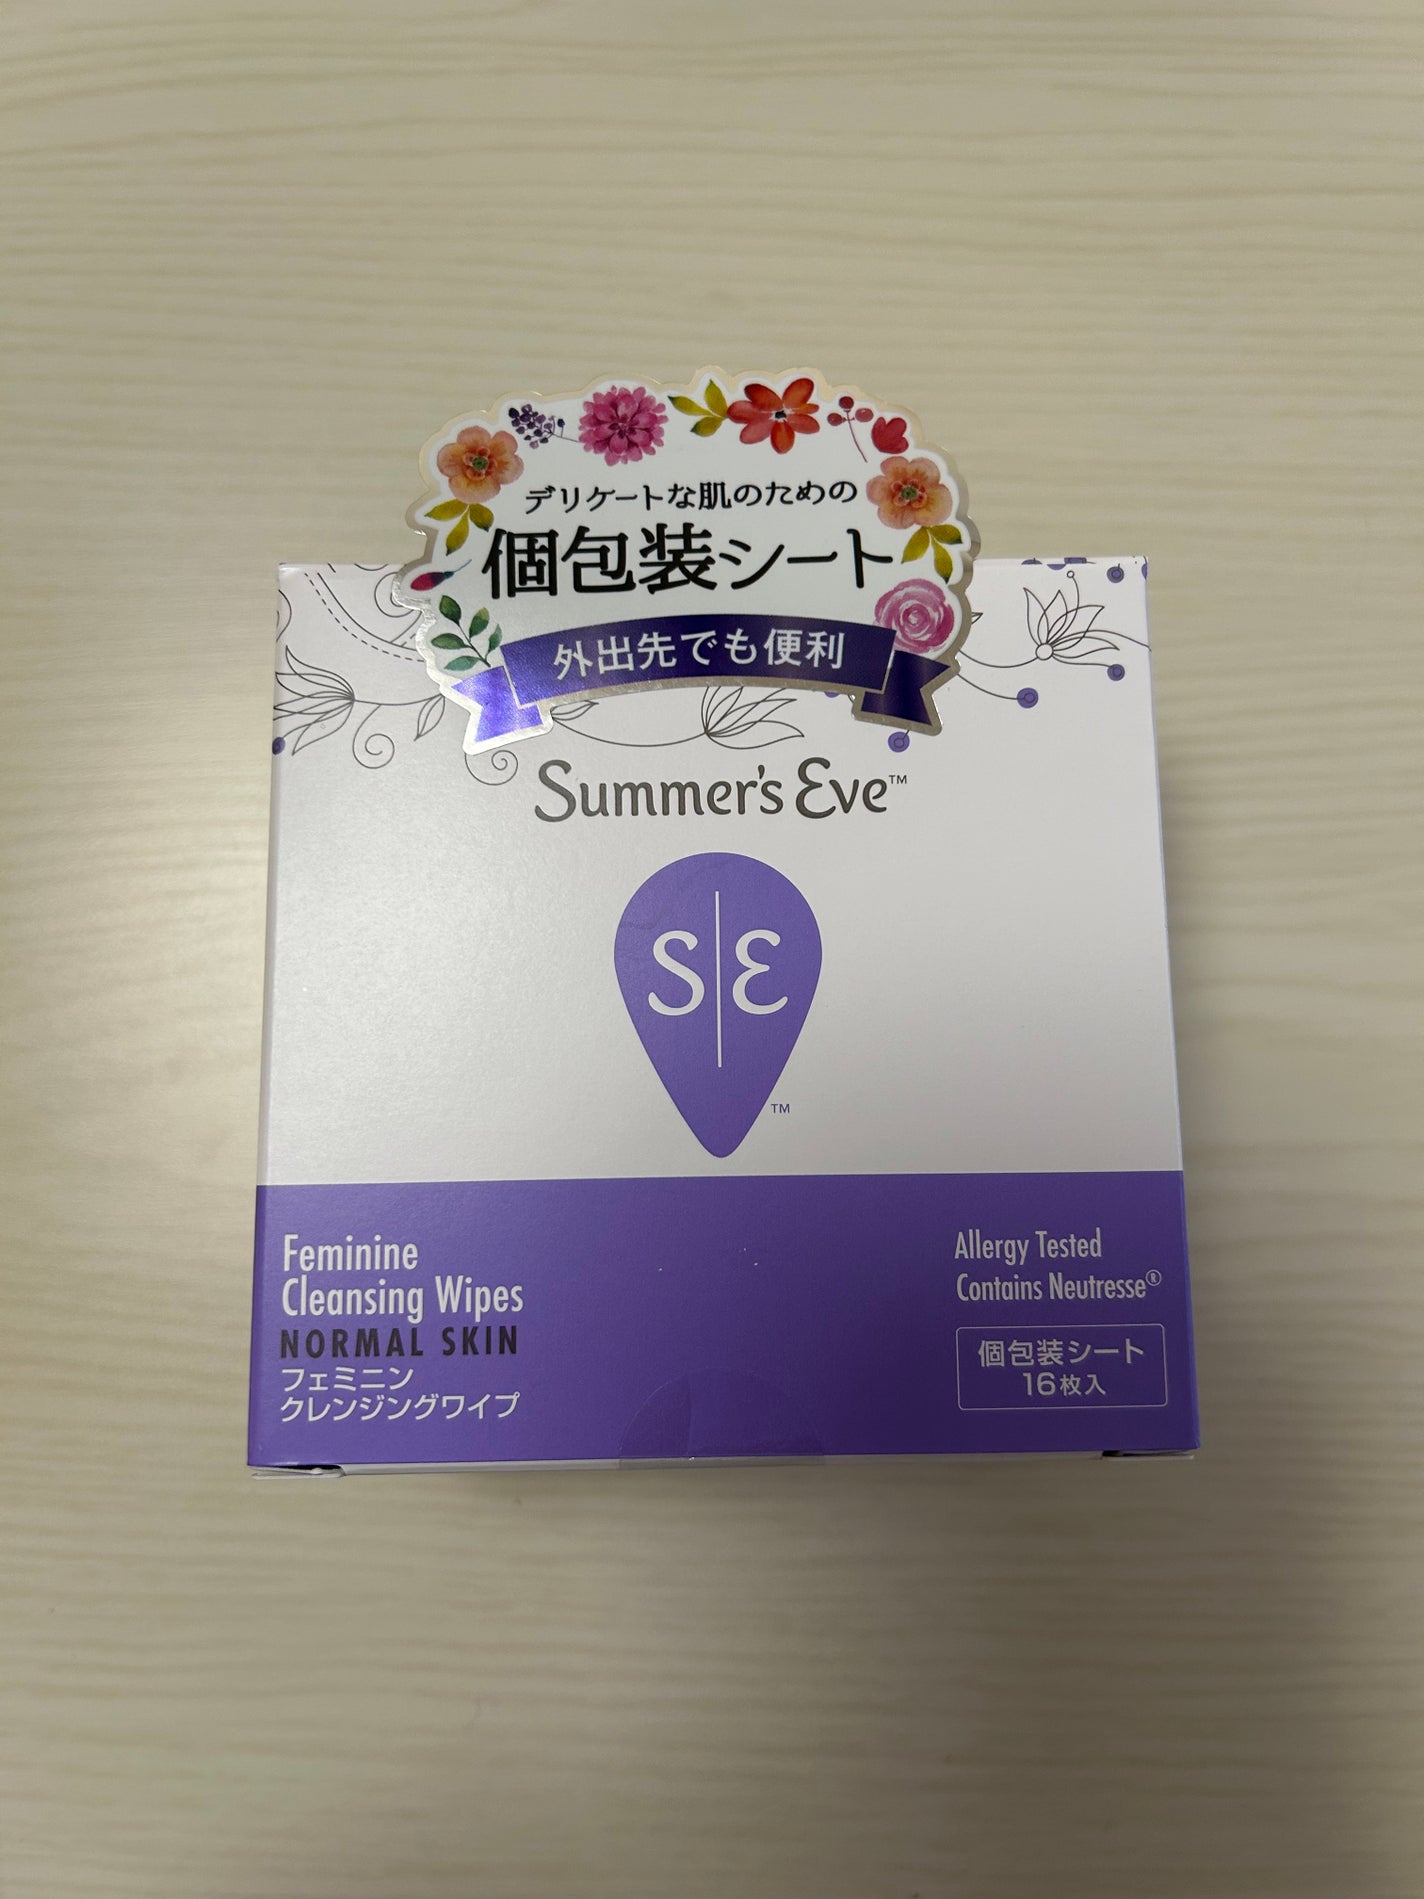 デリケートな肌のための
個包装シート
外出先でも便利
Summer's Eve™
S|E
™
Feminine
Cleansing Wipes
NORMAL SKIN
フェミニン
クレンジングワイプ
Allergy Tested
Contains Neutresse®
個包装シート
16枚入